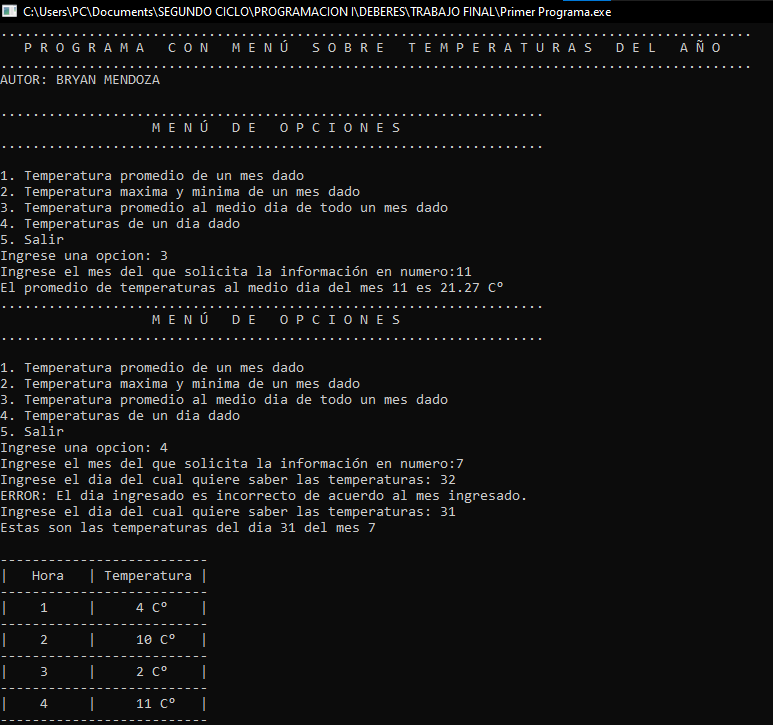 C:\Users\PC\Documents\SEGUNDO CICLO\PROGRAMACION I\DEBERES\TRABAJO FINAL\Primer Programa.exe
..............................................................................................
P R O G R A M A   C O N   M E N Ú   S O B R E   T E M P E R A T U R A S   D E L   A Ñ O
..............................................................................................
AUTOR: BRYAN MENDOZA
....................................................................
M E N Ú   D E   O P C I O N E S
....................................................................
1. Temperatura promedio de un mes dado
2. Temperatura maxima y minima de un mes dado
3. Temperatura promedio al medio dia de todo un mes dado
4. Temperaturas de un dia dado
5. Salir
Ingrese una opcion: 3
Ingrese el mes del que solicita la información en numero:11
El promedio de temperaturas al medio dia del mes 11 es 21.27 Cº
....................................................................
M E N Ú   D E   O P C I O N E S
....................................................................
1. Temperatura promedio de un mes dado
2. Temperatura maxima y minima de un mes dado
3. Temperatura promedio al medio dia de todo un mes dado
4. Temperaturas de un dia dado
5. Salir
Ingrese una opcion: 4
Ingrese el mes del que solicita la información en numero:7
Ingrese el dia del cual quiere saber las temperaturas: 32
ERROR: El dia ingresado es incorrecto de acuerdo al mes ingresado.
Ingrese el dia del cual quiere saber las temperaturas: 31
Estas son las temperaturas del dia 31 del mes 7
--------------------------
|   Hora   | Temperatura |
--------------------------
|    1     |     4 Cº    |
--------------------------
|    2     |     10 Cº   |
--------------------------
|    3     |     2 Cº    |
--------------------------
|    4     |     11 Cº   |
--------------------------